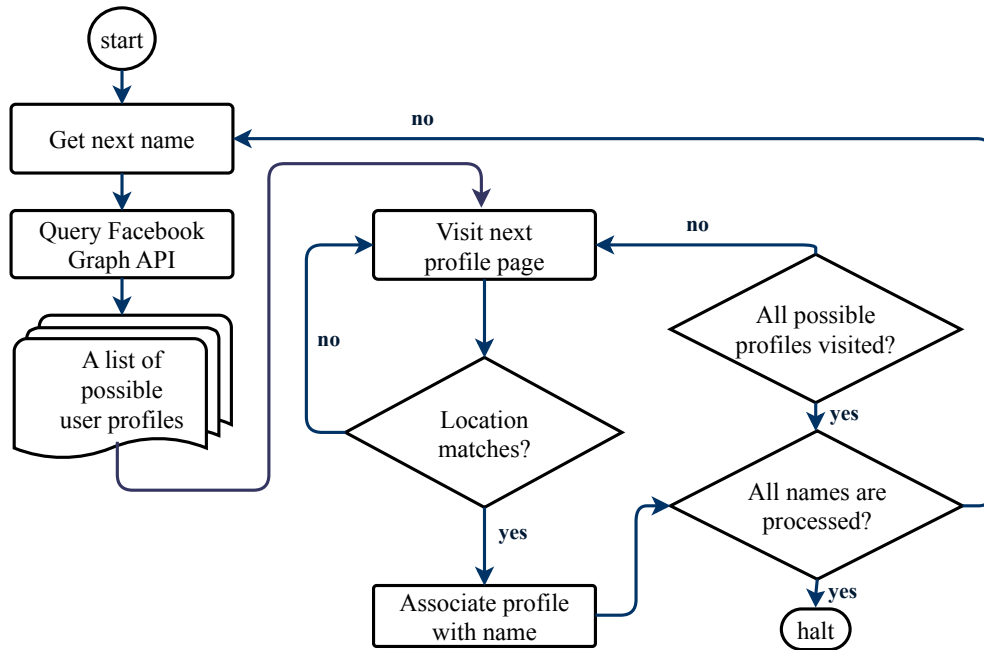 start
no
Get next name
Query Facebook
Graph API
Visit next
profile page
no
A list of
possible
user profiles
no
All possible
profiles visited?
Location
matches?
yes
All names are
processed?
yes
Associate profile
with name
yes
halt